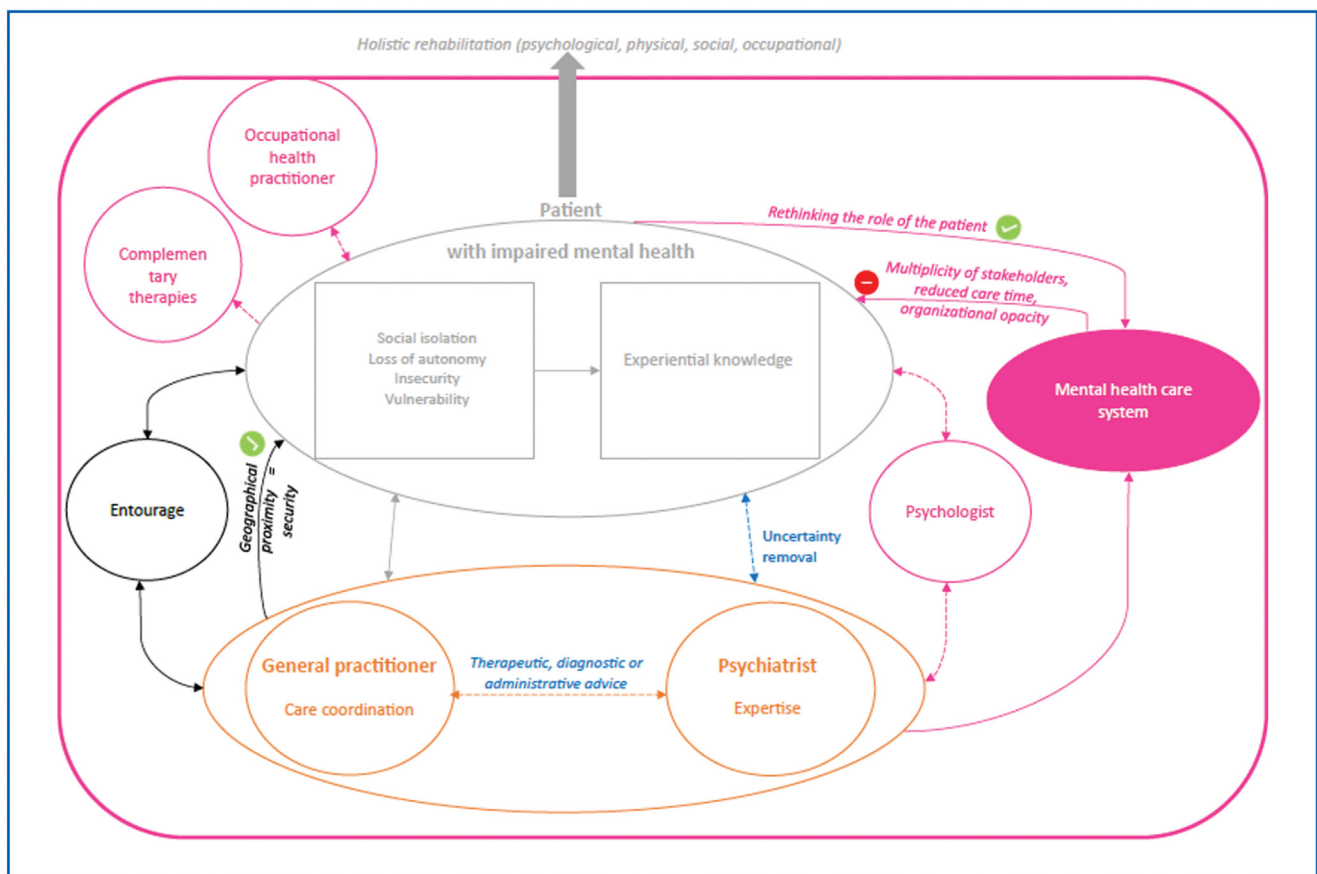 Holistic rehabilitation (psychological, physical, social, occupational)
Occupational
health
practitioner
Complemen
tary
therapies
Patient
with impaired mental health
Rethinking the role of the patient
Multiplicity of stakeholders,
reduced care time,
organizational opacity
Social isolation
Loss of autonomy
Insecurity
Vulnerability
Experiential knowledge
Mental health care
system
Entourage
Geographical
proximity =
security
Psychologist
Uncertainty
removal
General practitioner
Care coordination
Therapeutic, diagnostic or
administrative advice
Psychiatrist
Expertise